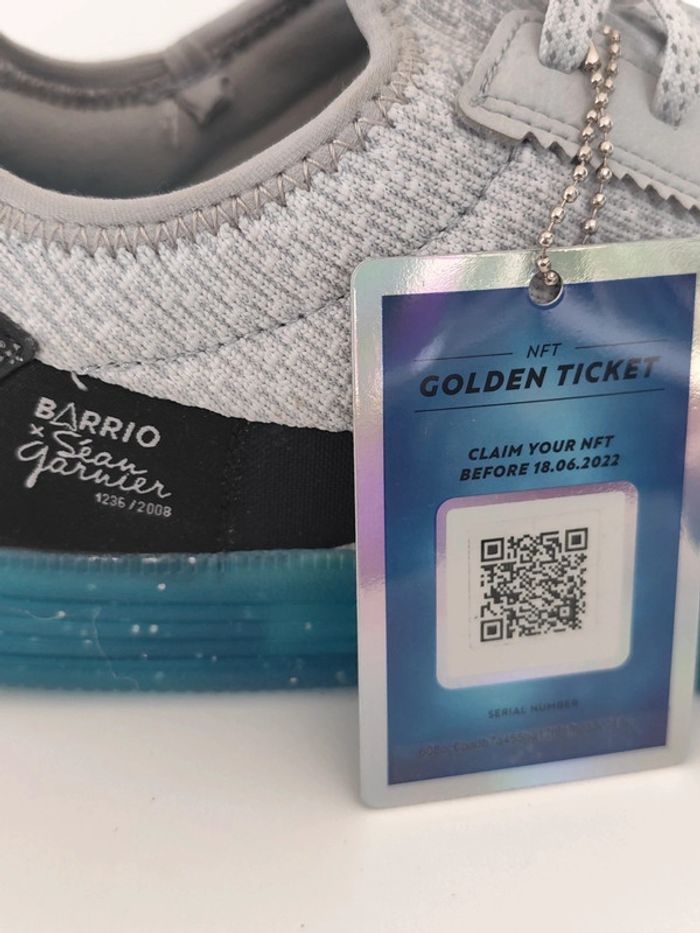 BARRIO
x Séan
Garnier
1236/2008
NFT
GOLDEN TICKET
CLAIM YOUR NFT
BEFORE 18.06.2022
SERIAL NUMBER